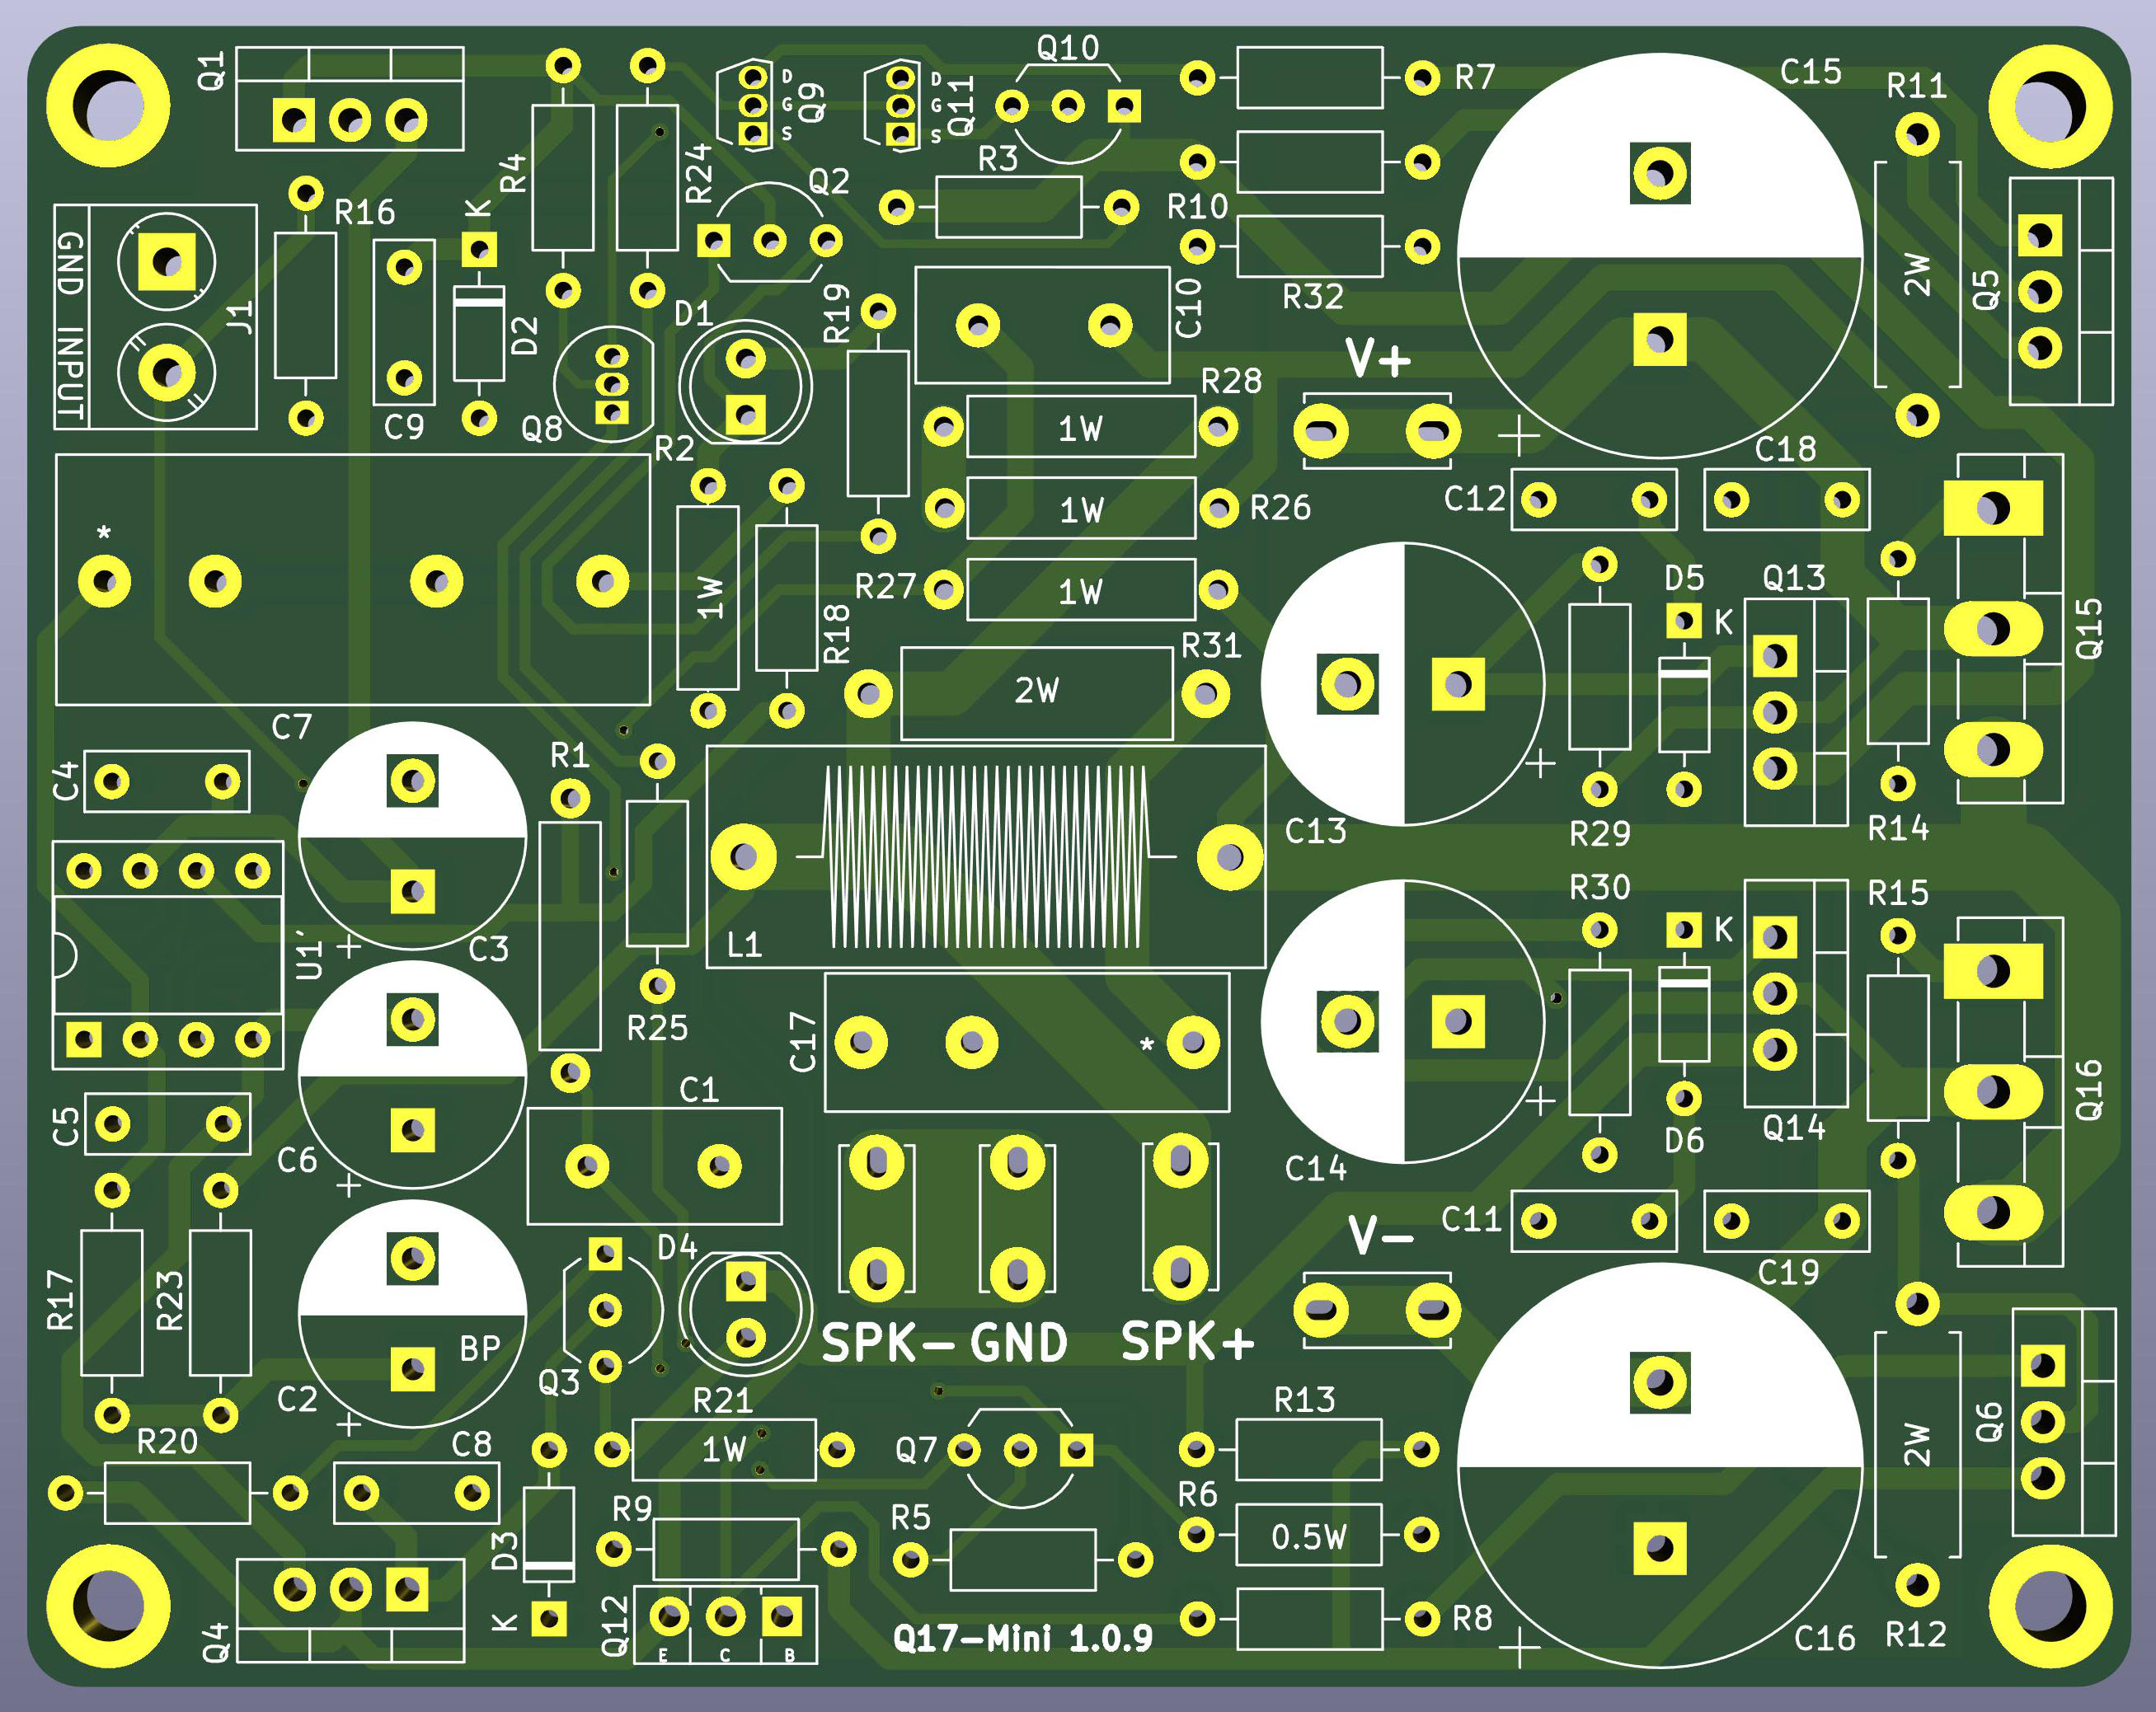 Q1
R4
R24
D
G
S
Q9
D
G
S
Q11
Q10
R7
C15
R11
R16
K
Q2
R3
R10
GND INPUT
J1
C9
D2
Q8
D1
R19
C10
R32
2W
Q5
V+
R2
R28
1W
C12
C18
*
1W
R26
1W
R18
R27
1W
D5
K
Q13
Q15
2W
R31
C7
C4
R1
C13
R29
R14
L1
C3
U1'
R30
K
R15
R25
C17
*
C5
C6
C1
C14
D6
Q14
Q16
R17
R23
BP
C2
D4
Q3
V-
C11
C19
SPK-
GND
SPK+
R20
C8
R21
1W
Q7
R13
2W
Q6
D3
K
R9
R5
R6
0.5W
Q4
Q12
E
C
B
Q17-Mini 1.0.9
R8
C16
R12
+
+
+
+
+
+
+